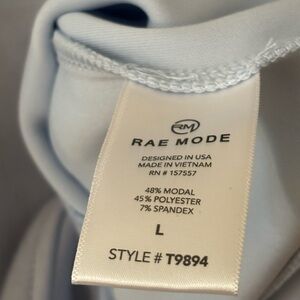 RM
RAE MODE
DESIGNED IN USA
MADE IN VIETNAM
RN # 157557
48% MODAL
45% POLYESTER
7% SPANDEX
L
STYLE # T9894